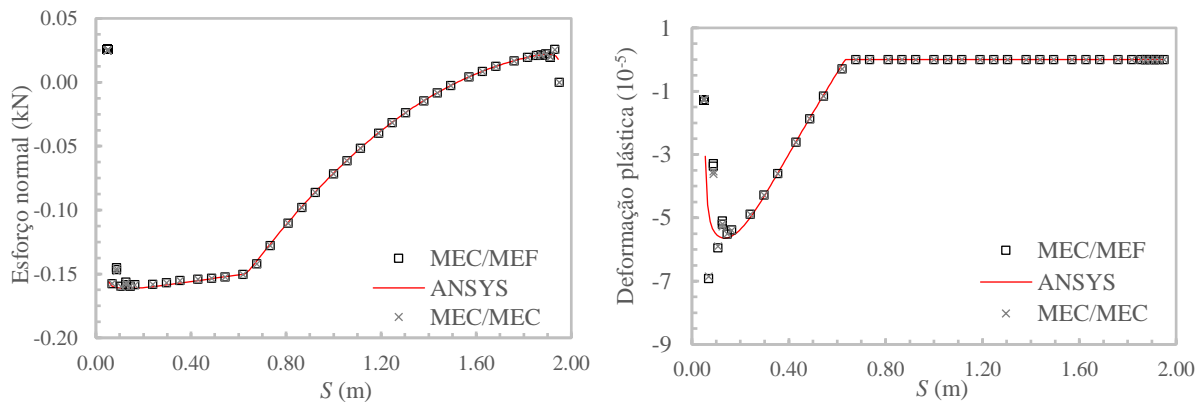 0.05
0.00
-0.05
-0.10
-0.15
-0.20
Esforço normal (kN)
0.00 0.40 0.80 1.20 1.60 2.00
S (m)
MEC/MEF
ANSYS
MEC/MEC
1
-1
-3
-5
-7
-9
Deformação plástica (10⁻⁵)
0.00 0.40 0.80 1.20 1.60 2.00
S (m)
MEC/MEF
ANSYS
MEC/MEC